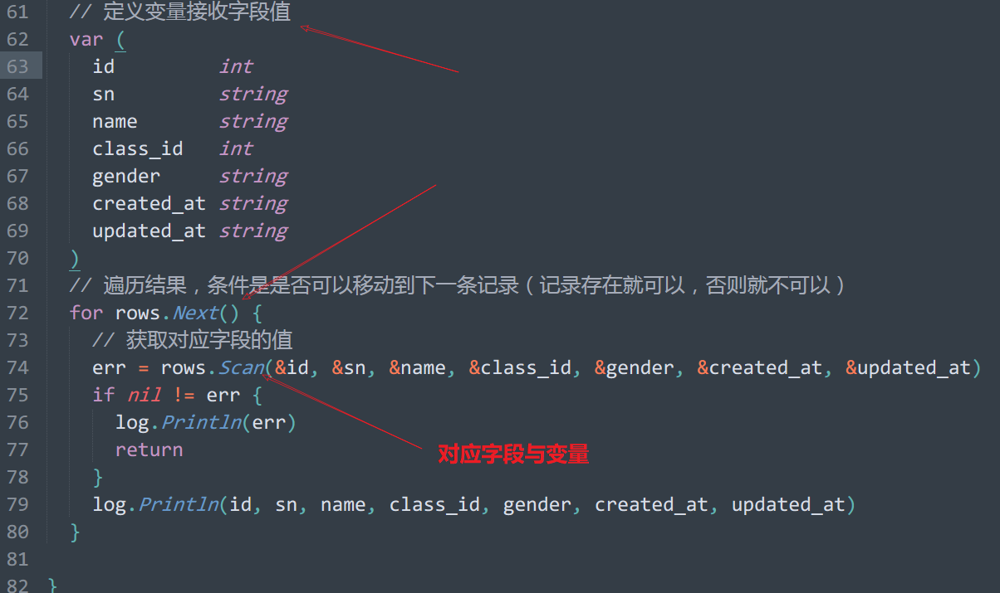 61 // 定义变量接收字段值
62 var (
63 id int
64 sn string
65 name string
66 class_id int
67 gender string
68 created_at string
69 updated_at string
70 )
71 // 遍历结果，条件是是否可以移动到下一条记录（记录存在就可以，否则就不可以）
72 for rows.Next() {
73 // 获取对应字段的值
74 err = rows.Scan(&id, &sn, &name, &class_id, &gender, &created_at, &updated_at)
75 if nil != err {
76 log.Println(err)
77 return
对应字段与变量
78 }
79 log.Println(id, sn, name, class_id, gender, created_at, updated_at)
80 }
81
82 }